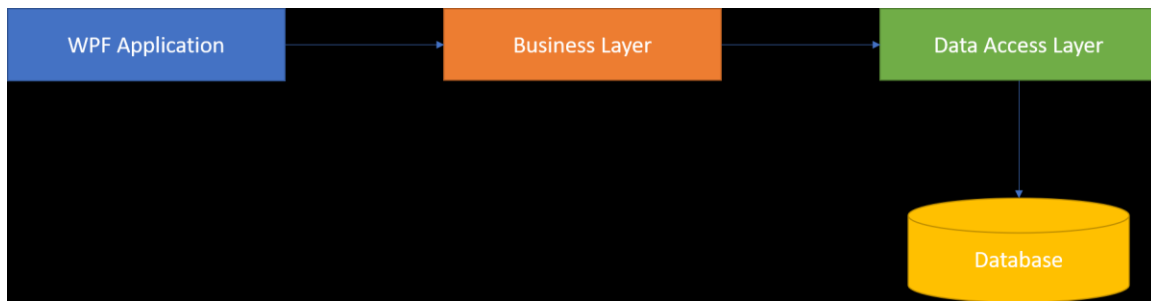 WPF Application
Business Layer
Data Access Layer
Database